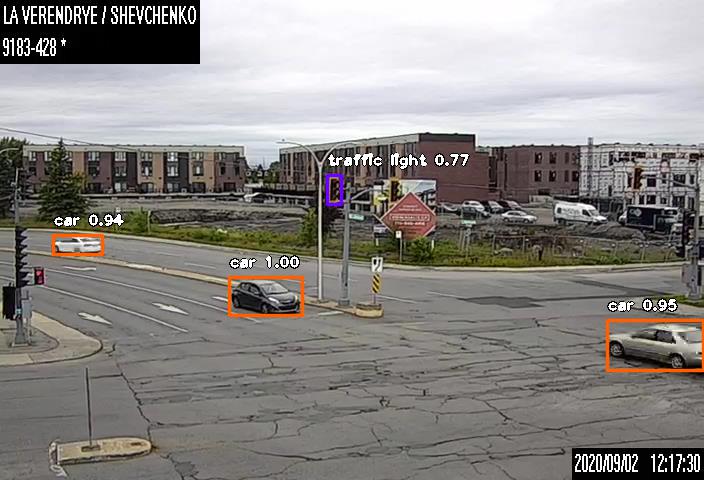 LA VERENDRYE / SHEVCHENKO
9183-428 *
traffic light 0.77
car 0.94
car 1.00
car 0.95
2020/09/02 12:17:30